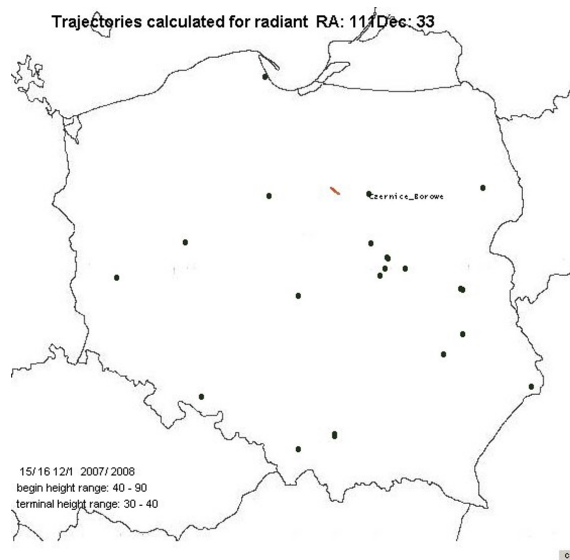 Trajectories calculated for radiant RA: 111Dec: 33
Czernice_Borowe
15/16 12/1 2007/2008
begin height range: 40 - 90
terminal height range: 30 - 40